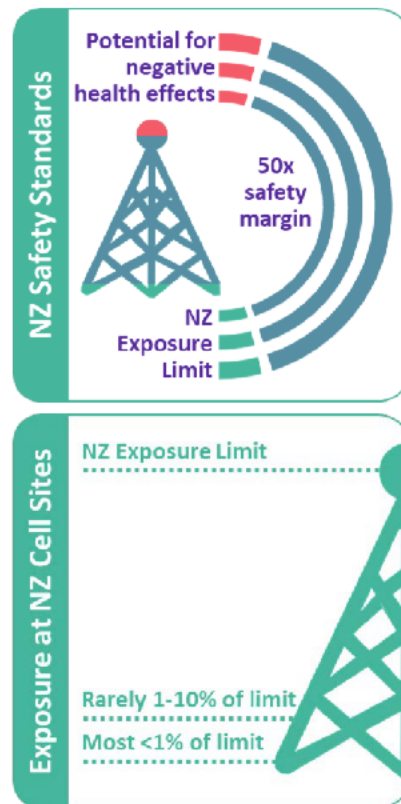 NZ Safety Standards
Potential for
negative
health effects
50x
safety
margin
NZ
Exposure
Limit
Exposure at NZ Cell Sites
NZ Exposure Limit
Rarely 1-10% of limit
Most <1% of limit